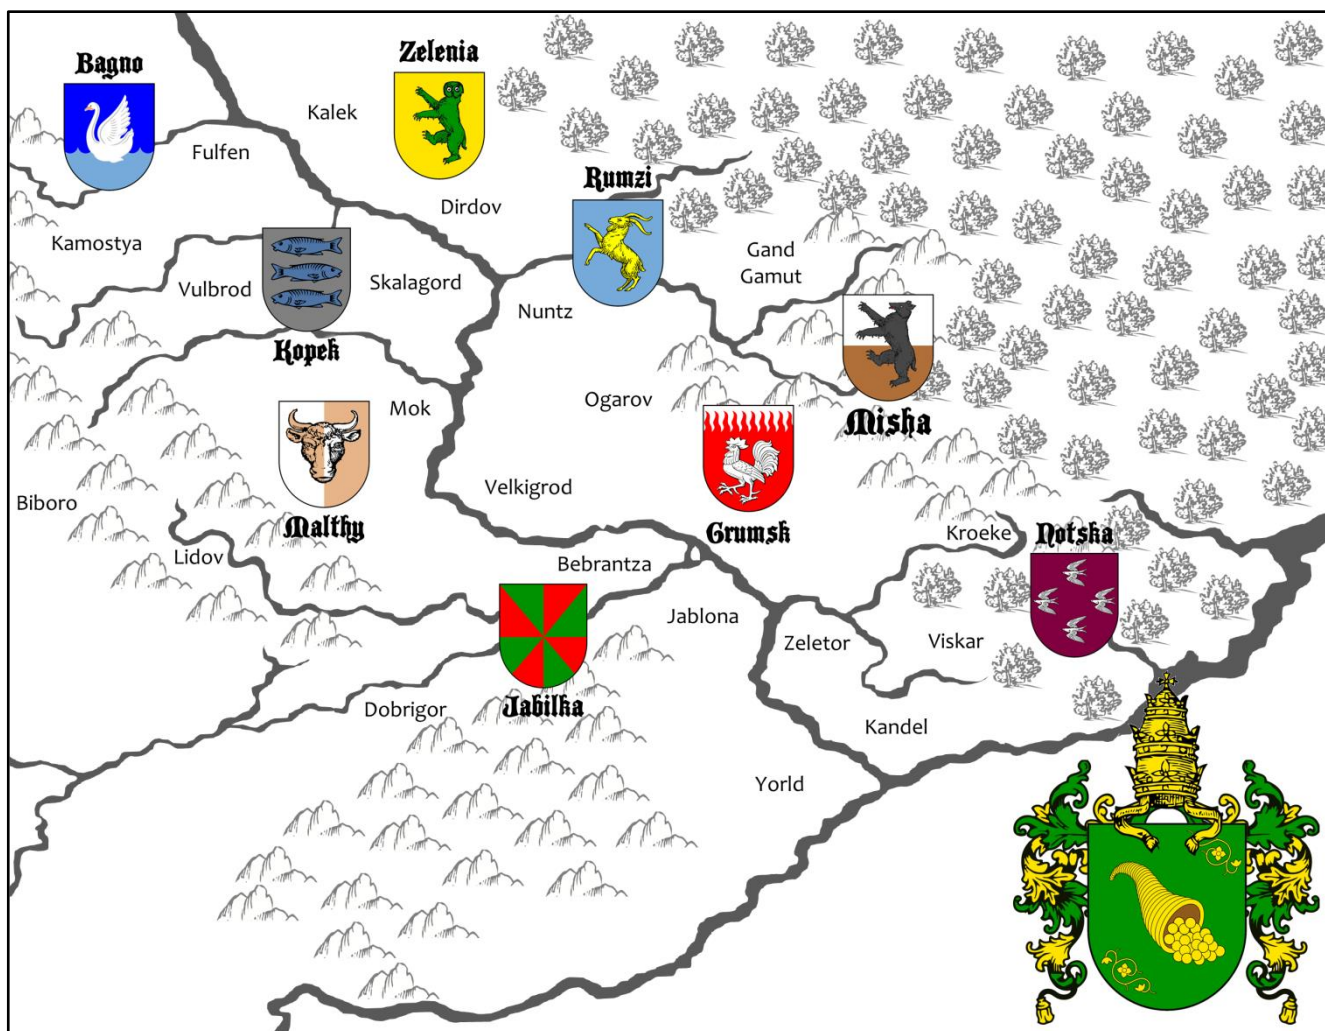 Bagno
Zelenia
Kalek
Fulfen
Rumzi
Dirdov
Kamostya
Gand
Gamut
Vulbrod
Skalagord
Nuntz
Kopek
Mok
Ogarov
Misha
Biboro
Velkigrod
Malthy
Grumsk
Kroeke
Notska
Lidov
Bebrantza
Jablona
Zeletor
Viskar
Dobrigor
Jabilka
Kandel
Yorld